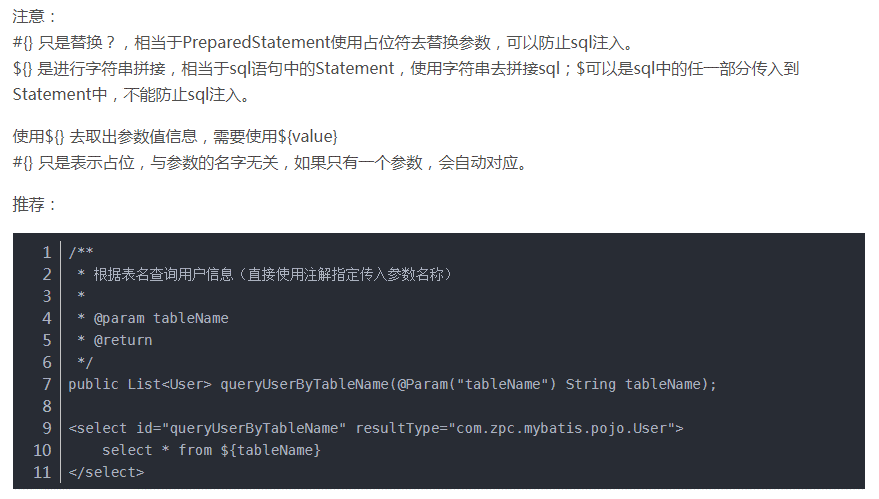 注意：
#{} 只是替换？，相当于PreparedStatement使用占位符去替换参数，可以防止sql注入。
${} 是进行字符串拼接，相当于sql语句中的Statement，使用字符串去拼接sql；$可以是sql中的任一部分传入到
Statement中，不能防止sql注入。
使用${} 去取出参数值信息，需要使用${value}
#{} 只是表示占位，与参数的名字无关，如果只有一个参数，会自动对应。
推荐：
1 /**
2  * 根据表名查询用户信息（直接使用注解指定传入参数名称）
3  *
4  * @param tableName
5  * @return
6  */
7 public List<User> queryUserByTableName(@Param("tableName") String tableName);
8
9 <select id="queryUserByTableName" resultType="com.zpc.mybatis.pojo.User">
10     select * from ${tableName}
11 </select>